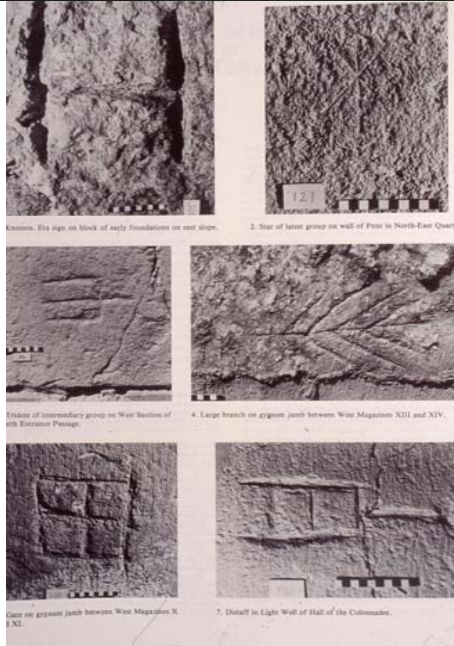 Knossos. Eta sign on block of early foundations on east slope.
2. Star of latest group on wall of Pens in North-East Quart
121
Trident of intermediary group on West Bastion of
rth Entrance Passage.
4. Large branch on gypsum jamb between West Magazines XIII and XIV.
Gate on gypsum jamb between West Magazines X
d XI.
7. Distaff in Light Well of Hall of the Colonnades.